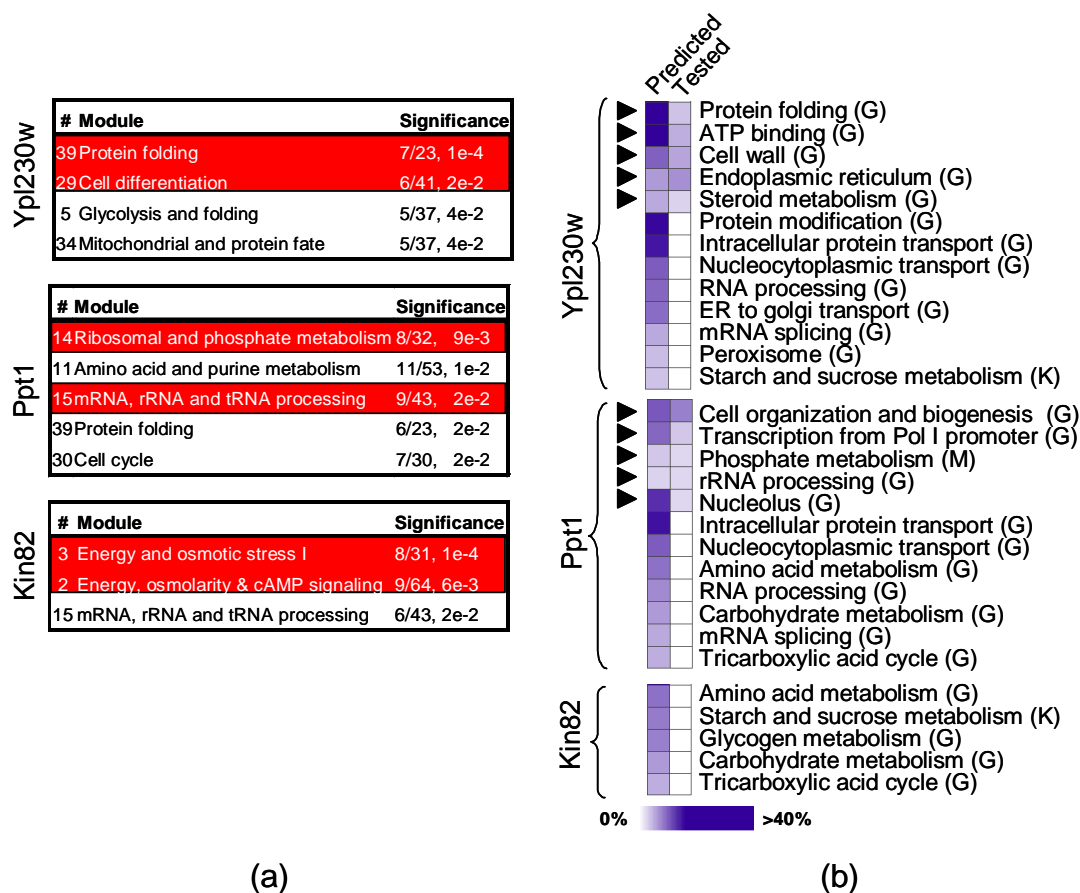 Ypl230w
# Module Significance
39 Protein folding 7/23, 1e-4
29 Cell differentiation 6/41, 2e-2
5 Glycolysis and folding 5/37, 4e-2
34 Mitochondrial and protein fate 5/37, 4e-2
Ppt1
# Module Significance
14 Ribosomal and phosphate metabolism 8/32, 9e-3
11 Amino acid and purine metabolism 11/53, 1e-2
15 mRNA, rRNA and tRNA processing 9/43, 2e-2
39 Protein folding 6/23, 2e-2
30 Cell cycle 7/30, 2e-2
Kin82
# Module Significance
3 Energy and osmotic stress I 8/31, 1e-4
2 Energy, osmolarity & cAMP signaling 9/64, 6e-3
15 mRNA, rRNA and tRNA processing 6/43, 2e-2
(a)
Predicted
Tested
Ypl230w
Protein folding (G)
ATP binding (G)
Cell wall (G)
Endoplasmic reticulum (G)
Steroid metabolism (G)
Protein modification (G)
Intracellular protein transport (G)
Nucleocytoplasmic transport (G)
RNA processing (G)
ER to golgi transport (G)
mRNA splicing (G)
Peroxisome (G)
Starch and sucrose metabolism (K)
Ppt1
Cell organization and biogenesis (G)
Transcription from Pol I promoter (G)
Phosphate metabolism (M)
rRNA processing (G)
Nucleolus (G)
Intracellular protein transport (G)
Nucleocytoplasmic transport (G)
Amino acid metabolism (G)
RNA processing (G)
Carbohydrate metabolism (G)
mRNA splicing (G)
Tricarboxylic acid cycle (G)
Kin82
Amino acid metabolism (G)
Starch and sucrose metabolism (K)
Glycogen metabolism (G)
Carbohydrate metabolism (G)
Tricarboxylic acid cycle (G)
0% >40%
(b)